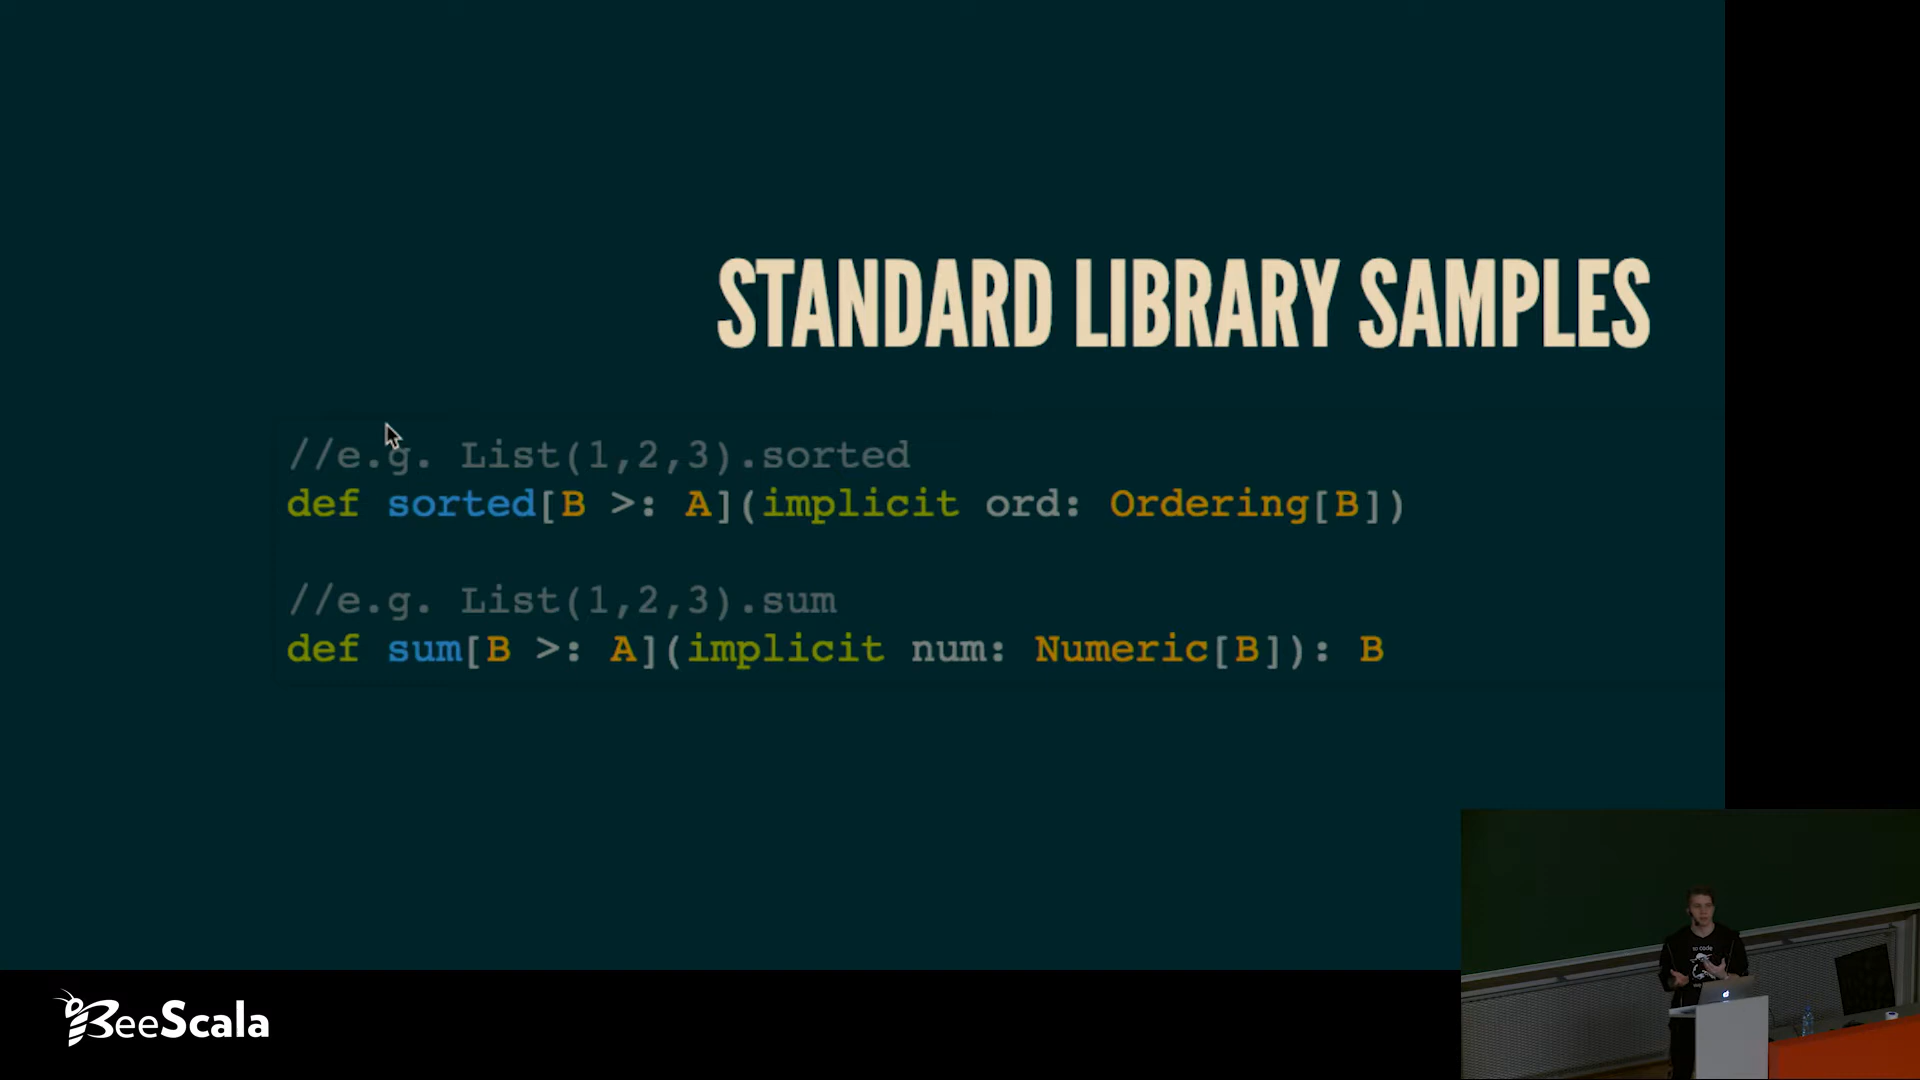 STANDARD LIBRARY SAMPLES
//e.g. List(1,2,3).sorted
def sorted[B >: A](implicit ord: Ordering[B])
//e.g. List(1,2,3).sum
def sum[B >: A](implicit num: Numeric[B]): B
BeeScala
code